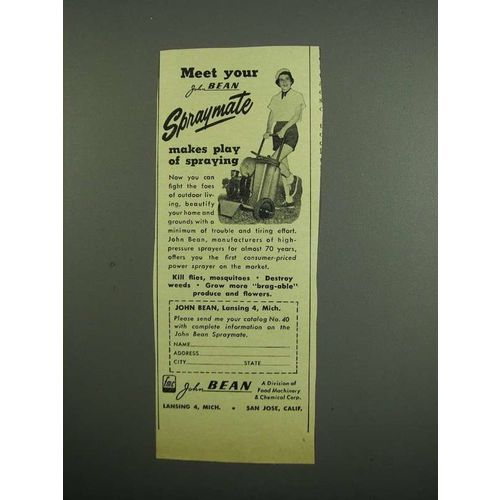 Meet your
John BEAN
Spraymate
makes play
of spraying
Now you can
fight the foes
of outdoor liv-
ing, beautify
your home and
grounds with a
minimum of trouble and tiring effort.
John Bean, manufacturers of high-
pressure sprayers for almost 70 years,
offers you the first consumer-priced
power sprayer on the market.
Kill flies, mosquitoes • Destroy
weeds • Grow more "brag-able"
produce and flowers.
JOHN BEAN, Lansing 4, Mich.
Please send me your catalog No. 40
with complete information on the
John Bean Spraymate.
NAME
ADDRESS
CITY STATE
FMC John BEAN
A Division of
Food Machinery
& Chemical Corp.
LANSING 4, MICH. • SAN JOSE, CALIF.